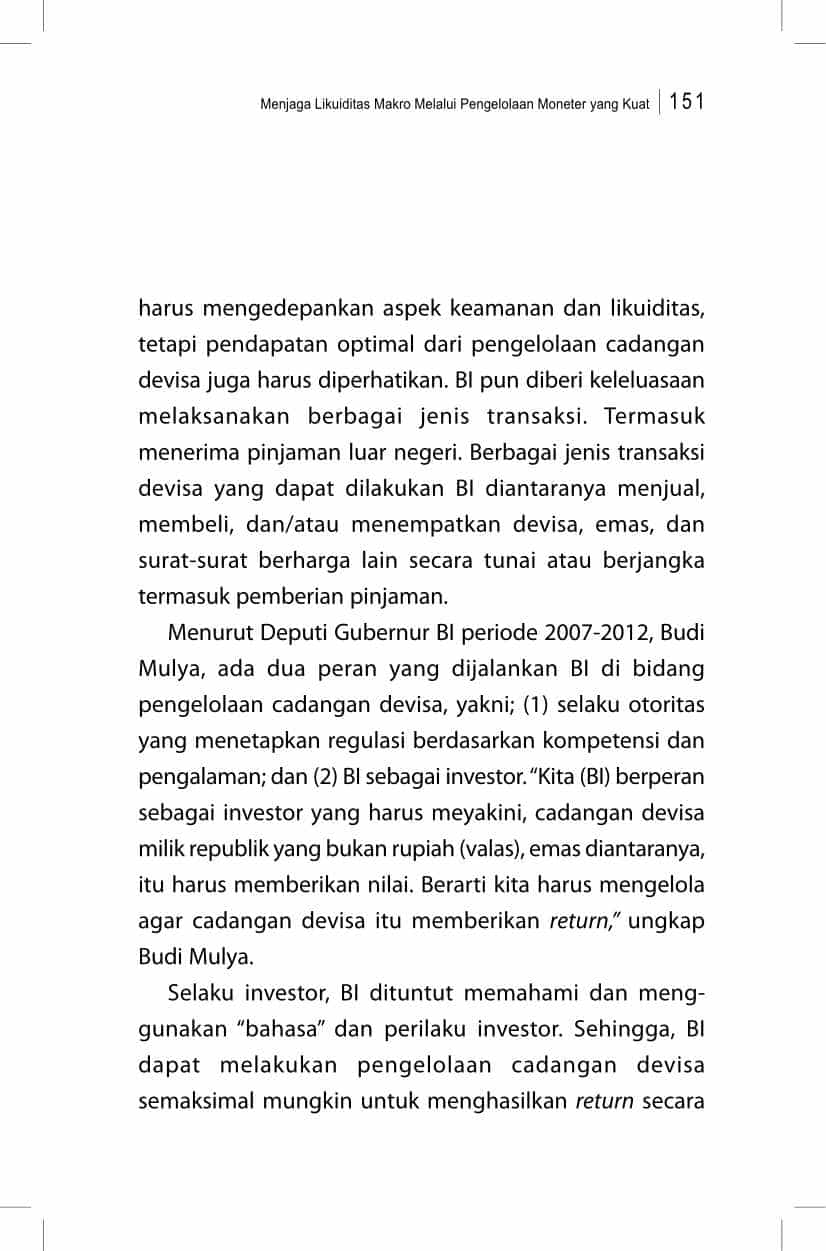 Menjaga Likuiditas Makro Melalui Pengelolaan Moneter yang Kuat 151
harus mengedepankan aspek keamanan dan likuiditas,
tetapi pendapatan optimal dari pengelolaan cadangan
devisa juga harus diperhatikan. BI pun diberi keleluasaan
melaksanakan berbagai jenis transaksi. Termasuk
menerima pinjaman luar negeri. Berbagai jenis transaksi
devisa yang dapat dilakukan BI diantaranya menjual,
membeli, dan/atau menempatkan devisa, emas, dan
surat-surat berharga lain secara tunai atau berjangka
termasuk pemberian pinjaman.
Menurut Deputi Gubernur BI periode 2007-2012, Budi
Mulya, ada dua peran yang dijalankan BI di bidang
pengelolaan cadangan devisa, yakni; (1) selaku otoritas
yang menetapkan regulasi berdasarkan kompetensi dan
pengalaman; dan (2) BI sebagai investor. “Kita (BI) berperan
sebagai investor yang harus meyakini, cadangan devisa
milik republik yang bukan rupiah (valas), emas diantaranya,
itu harus memberikan nilai. Berarti kita harus mengelola
agar cadangan devisa itu memberikan return,” ungkap
Budi Mulya.
Selaku investor, BI dituntut memahami dan meng-
gunakan “bahasa” dan perilaku investor. Sehingga, BI
dapat melakukan pengelolaan cadangan devisa
semaksimal mungkin untuk menghasilkan return secara